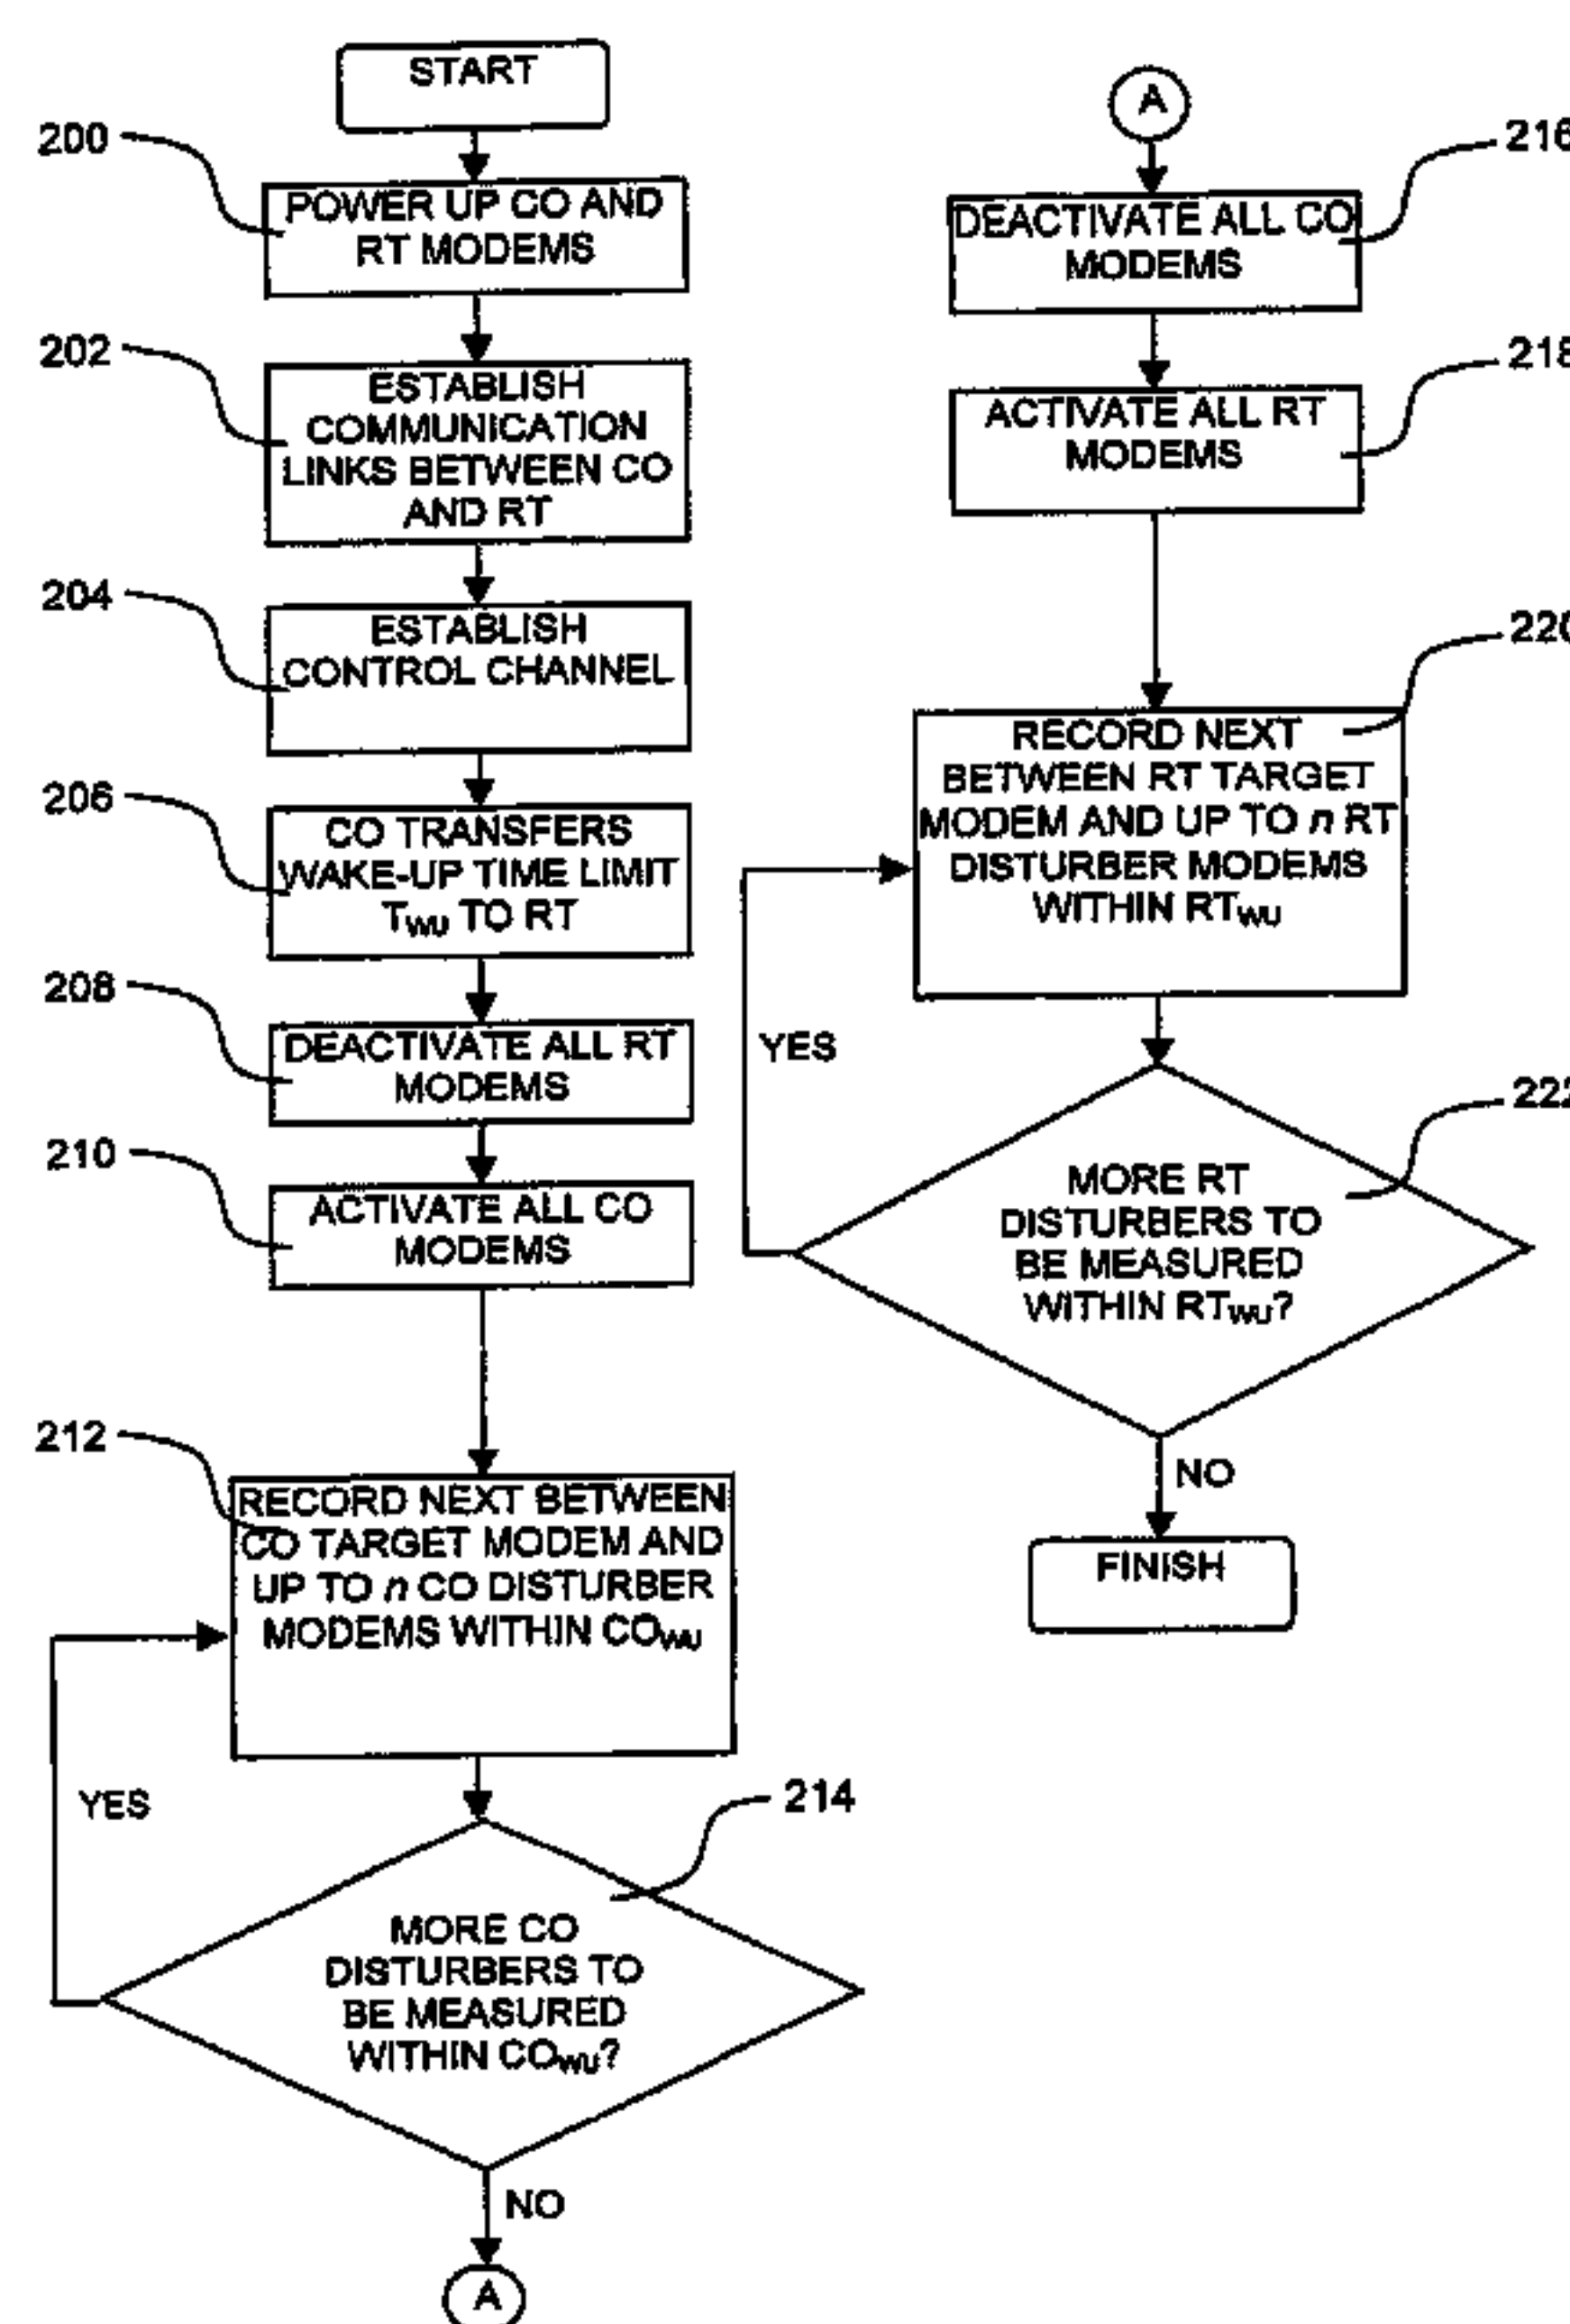 START
200
POWER UP CO AND
RT MODEMS
202
ESTABLISH
COMMUNICATION
LINKS BETWEEN CO
AND RT
204
ESTABLISH
CONTROL CHANNEL
206
CO TRANSFERS
WAKE-UP TIME LIMIT
TWU TO RT
208
DEACTIVATE ALL RT
MODEMS
210
ACTIVATE ALL CO
MODEMS
212
RECORD NEXT BETWEEN
CO TARGET MODEM AND
UP TO n CO DISTURBER
MODEMS WITHIN COWU
YES
214
MORE CO
DISTURBERS TO
BE MEASURED
WITHIN COWU?
NO
A
A
216
DEACTIVATE ALL CO
MODEMS
218
ACTIVATE ALL RT
MODEMS
220
RECORD NEXT
BETWEEN RT TARGET
MODEM AND UP TO n RT
DISTURBER MODEMS
WITHIN RTWU
YES
222
MORE RT
DISTURBERS TO
BE MEASURED
WITHIN RTWU?
NO
FINISH